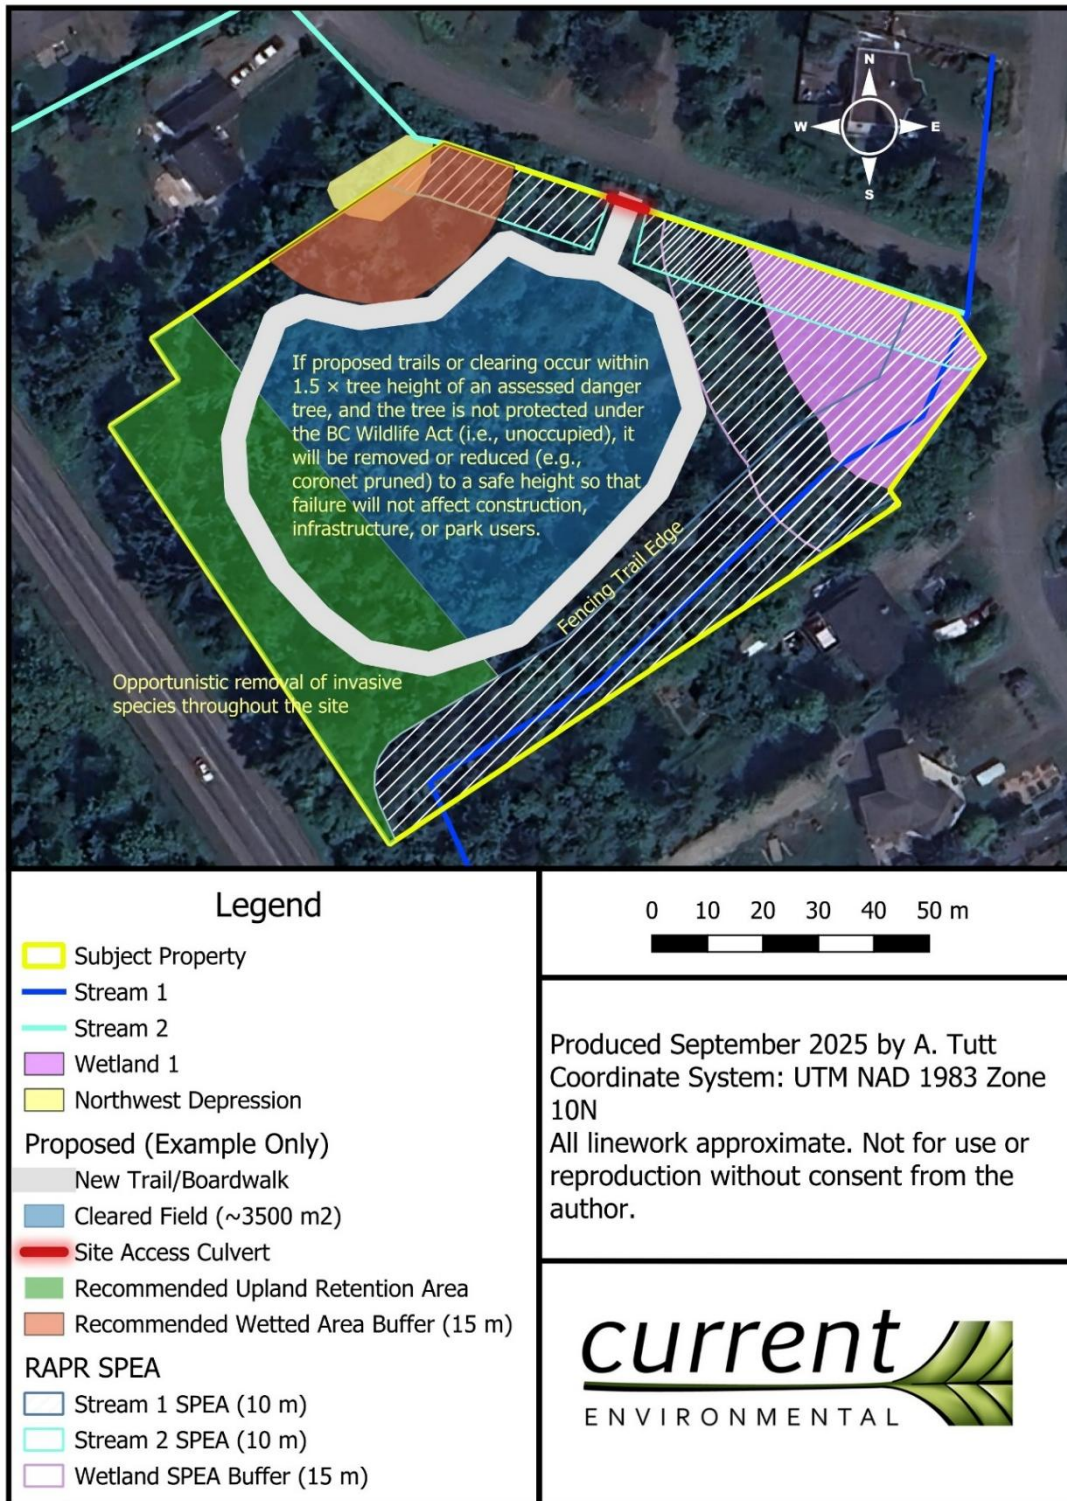 N
W
E
S
If proposed trails or clearing occur within
1.5 × tree height of an assessed danger
tree, and the tree is not protected under
the BC Wildlife Act (i.e., unoccupied), it
will be removed or reduced (e.g.,
coronet pruned) to a safe height so that
failure will not affect construction,
infrastructure, or park users.
Fencing Trail Edge
Opportunistic removal of invasive
species throughout the site
Legend
Subject Property
Stream 1
Stream 2
Wetland 1
Northwest Depression
Proposed (Example Only)
New Trail/Boardwalk
Cleared Field (~3500 m2)
Site Access Culvert
Recommended Upland Retention Area
Recommended Wetted Area Buffer (15 m)
RAPR SPEA
Stream 1 SPEA (10 m)
Stream 2 SPEA (10 m)
Wetland SPEA Buffer (15 m)
0 10 20 30 40 50 m
Produced September 2025 by A. Tutt
Coordinate System: UTM NAD 1983 Zone
10N
All linework approximate. Not for use or
reproduction without consent from the
author.
current
ENVIRONMENTAL